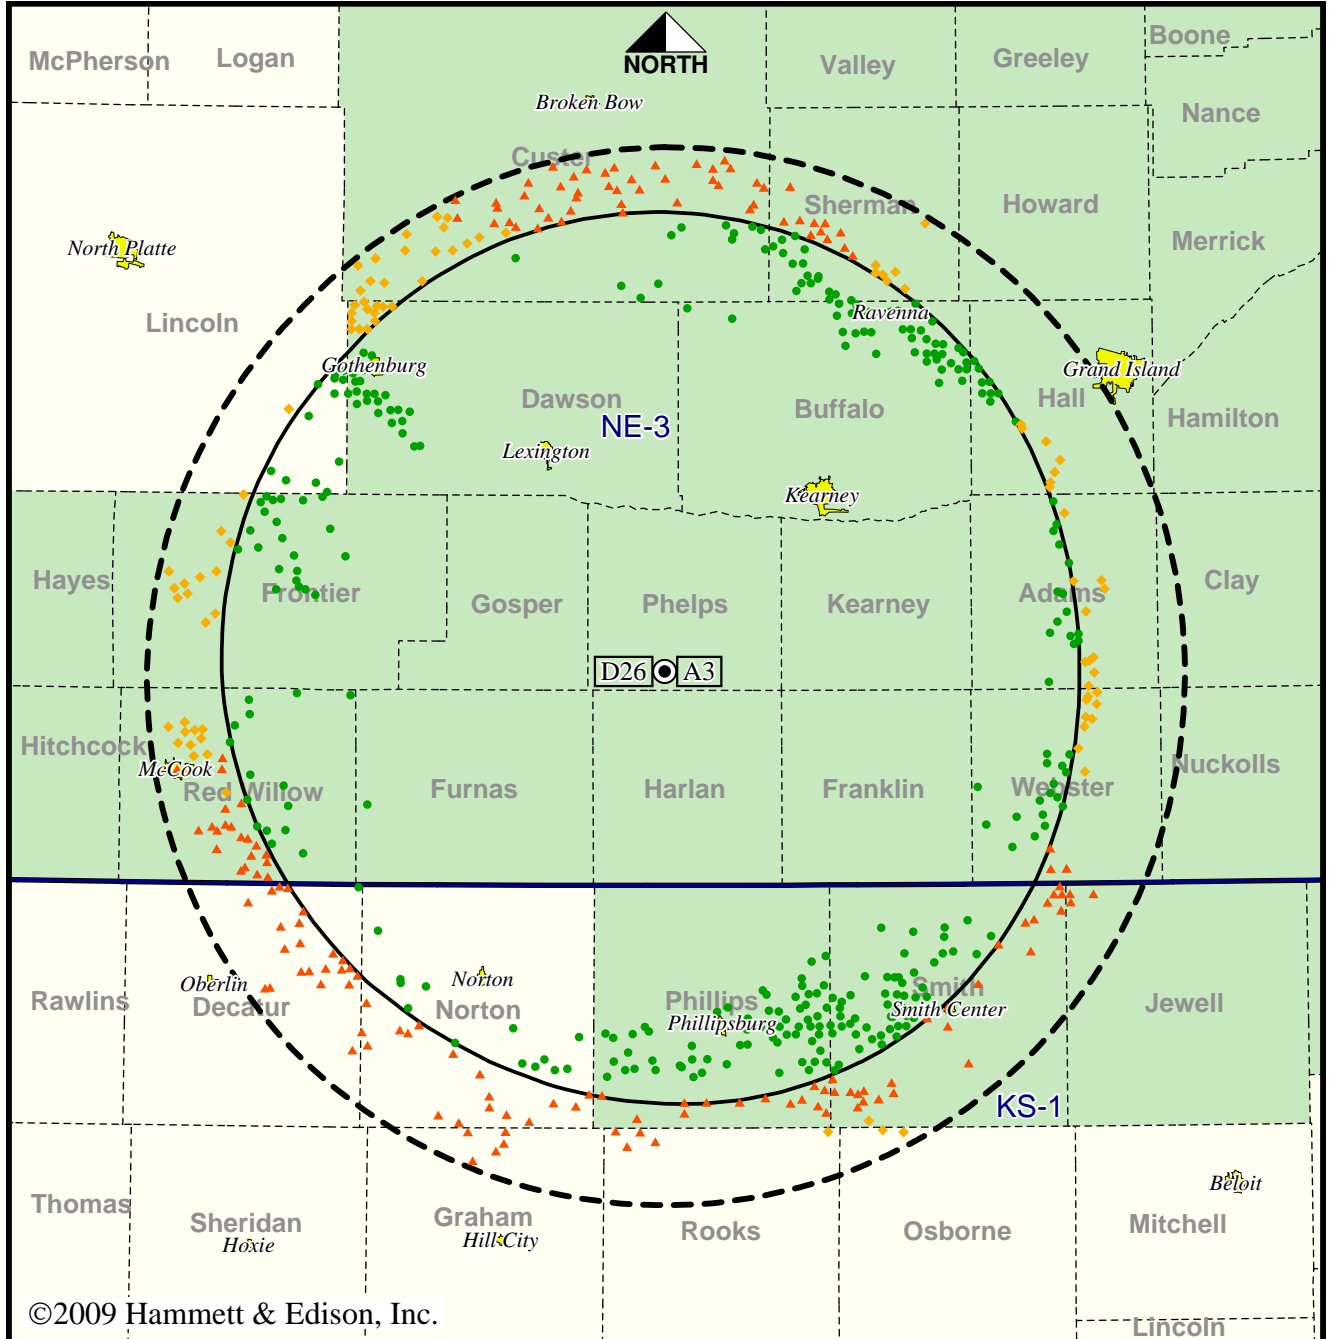 Boone
McPherson
Logan
Valley
Greeley
NORTH
Broken Bow
Nance
Custer
Sherman
Howard
Merrick
North Platte
Lincoln
Ravenna
Gothenburg
Grand Island
Dawson
Buffalo
Hall
Hamilton
NE-3
Lexington
Kearney
Hayes
Frontier
Gosper
Phelps
Kearney
Adams
Clay
D26
A3
Hitchcock
McCook
Red Willow
Furnas
Harlan
Franklin
Webster
Nuckolls
Oberlin
Norton
Smith
Rawlins
Decatur
Norton
Phillips
Phillipsburg
Smith Center
Jewell
KS-1
Beloit
Thomas
Sheridan
Graham
Rooks
Osborne
Mitchell
Hoxie
Hill City
©2009 Hammett & Edison, Inc.
Lincoln